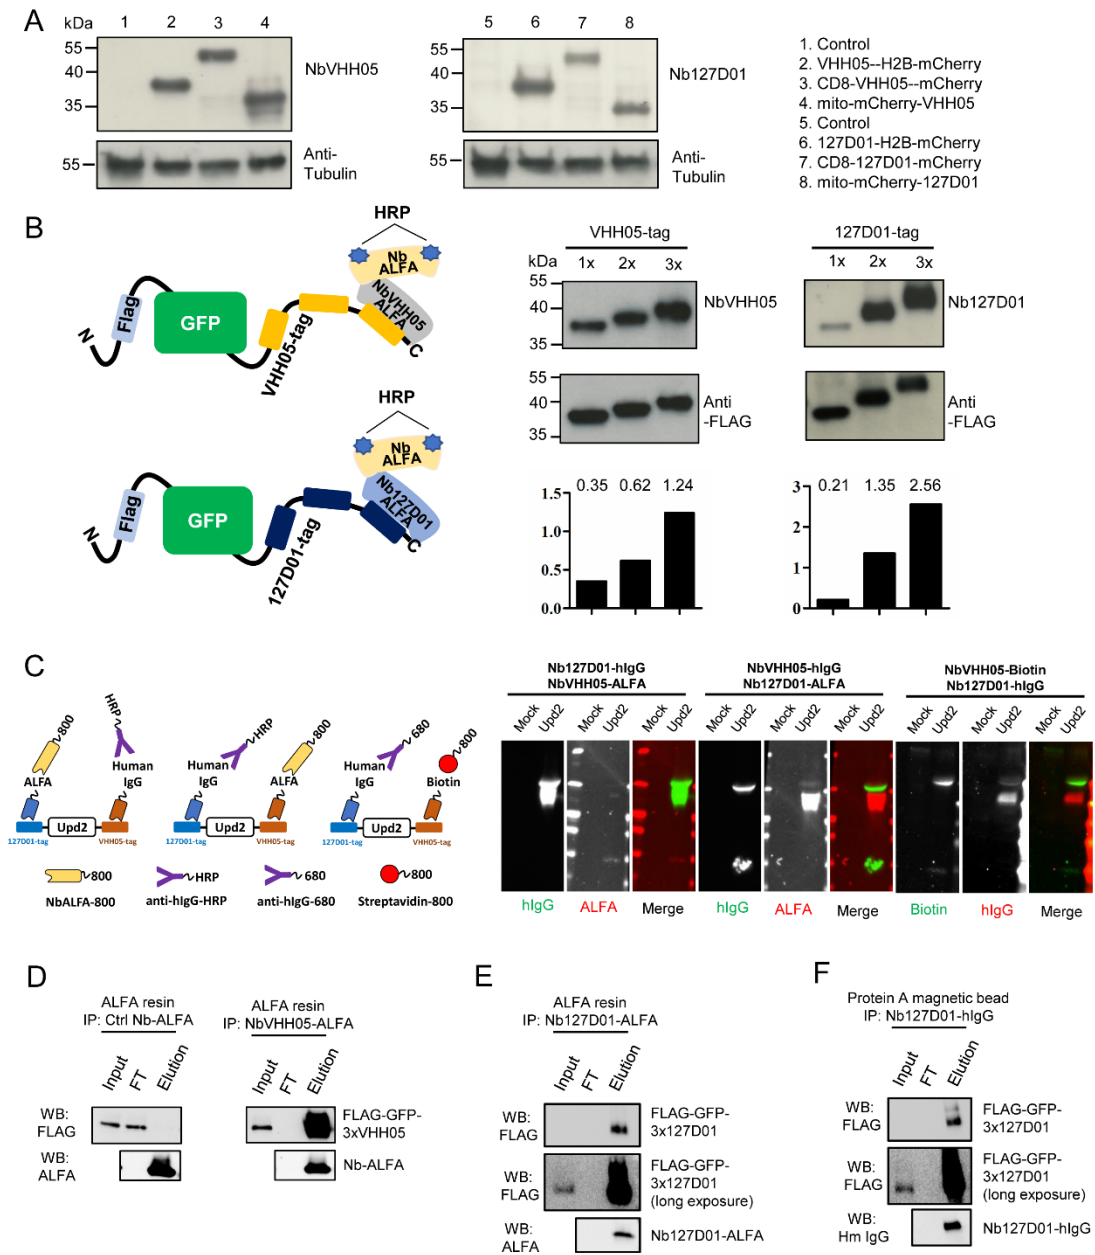 A
kDa 1 2 3 4
55
40
35
NbVHH05
55
Anti-
Tubulin
5 6 7 8
55
40
35
Nb127D01
55
Anti-
Tubulin
1. Control
2. VHH05--H2B-mCherry
3. CD8-VHH05--mCherry
4. mito-mCherry-VHH05
5. Control
6. 127D01-H2B-mCherry
7. CD8-127D01-mCherry
8. mito-mCherry-127D01
B
HRP
Nb
ALFA
NbVHH05
ALFA
N
Flag
GFP
VHH05-tag
C
HRP
Nb
ALFA
Nb127D01
ALFA
N
Flag
GFP
127D01-tag
C
VHH05-tag
kDa 1x 2x 3x
55
40
35
NbVHH05
55
40
35
Anti
-FLAG
1.5
1.0
0.5
0.0
0.35 0.62 1.24
127D01-tag
1x 2x 3x
Nb127D01
Anti
-FLAG
3
2
1
0
0.21 1.35 2.56
C
800
ALFA
127D01-tag
Upd2
VHH05-tag
HRP
Human
IgG
HRP
Human
IgG
800
ALFA
127D01-tag
Upd2
VHH05-tag
680
Human
IgG
800
Biotin
127D01-tag
Upd2
VHH05-tag
800
NbALFA-800
HRP
anti-hIgG-HRP
680
anti-hIgG-680
800
Streptavidin-800
Nb127D01-hIgG
NbVHH05-ALFA
Mock Upd2 Mock Upd2 Mock Upd2
hIgG ALFA Merge
NbVHH05-hIgG
Nb127D01-ALFA
Mock Upd2 Mock Upd2 Mock Upd2
hIgG ALFA Merge
NbVHH05-Biotin
Nb127D01-hIgG
Mock Upd2 Mock Upd2 Mock Upd2
Biotin hIgG Merge
D
ALFA resin
IP: Ctrl Nb-ALFA
Input FT Elution
WB:
FLAG
WB:
ALFA
ALFA resin
IP: NbVHH05-ALFA
Input FT Elution
FLAG-GFP-
3xVHH05
Nb-ALFA
E
ALFA resin
IP: Nb127D01-ALFA
Input FT Elution
WB:
FLAG
FLAG-GFP-
3x127D01
WB:
FLAG
FLAG-GFP-
3x127D01
(long exposure)
WB:
ALFA
Nb127D01-ALFA
F
Protein A magnetic bead
IP: Nb127D01-hIgG
Input FT Elution
WB:
FLAG
FLAG-GFP-
3x127D01
WB:
FLAG
FLAG-GFP-
3x127D01
(long exposure)
WB:
Hm IgG
Nb127D01-hIgG